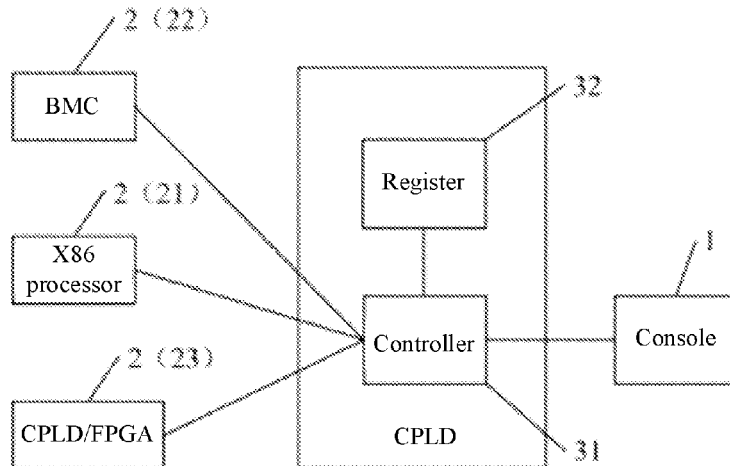 2（22）
BMC
32
Register
2（21）
X86
processor
1
Controller
Console
2（23）
CPLD/FPGA
CPLD
31